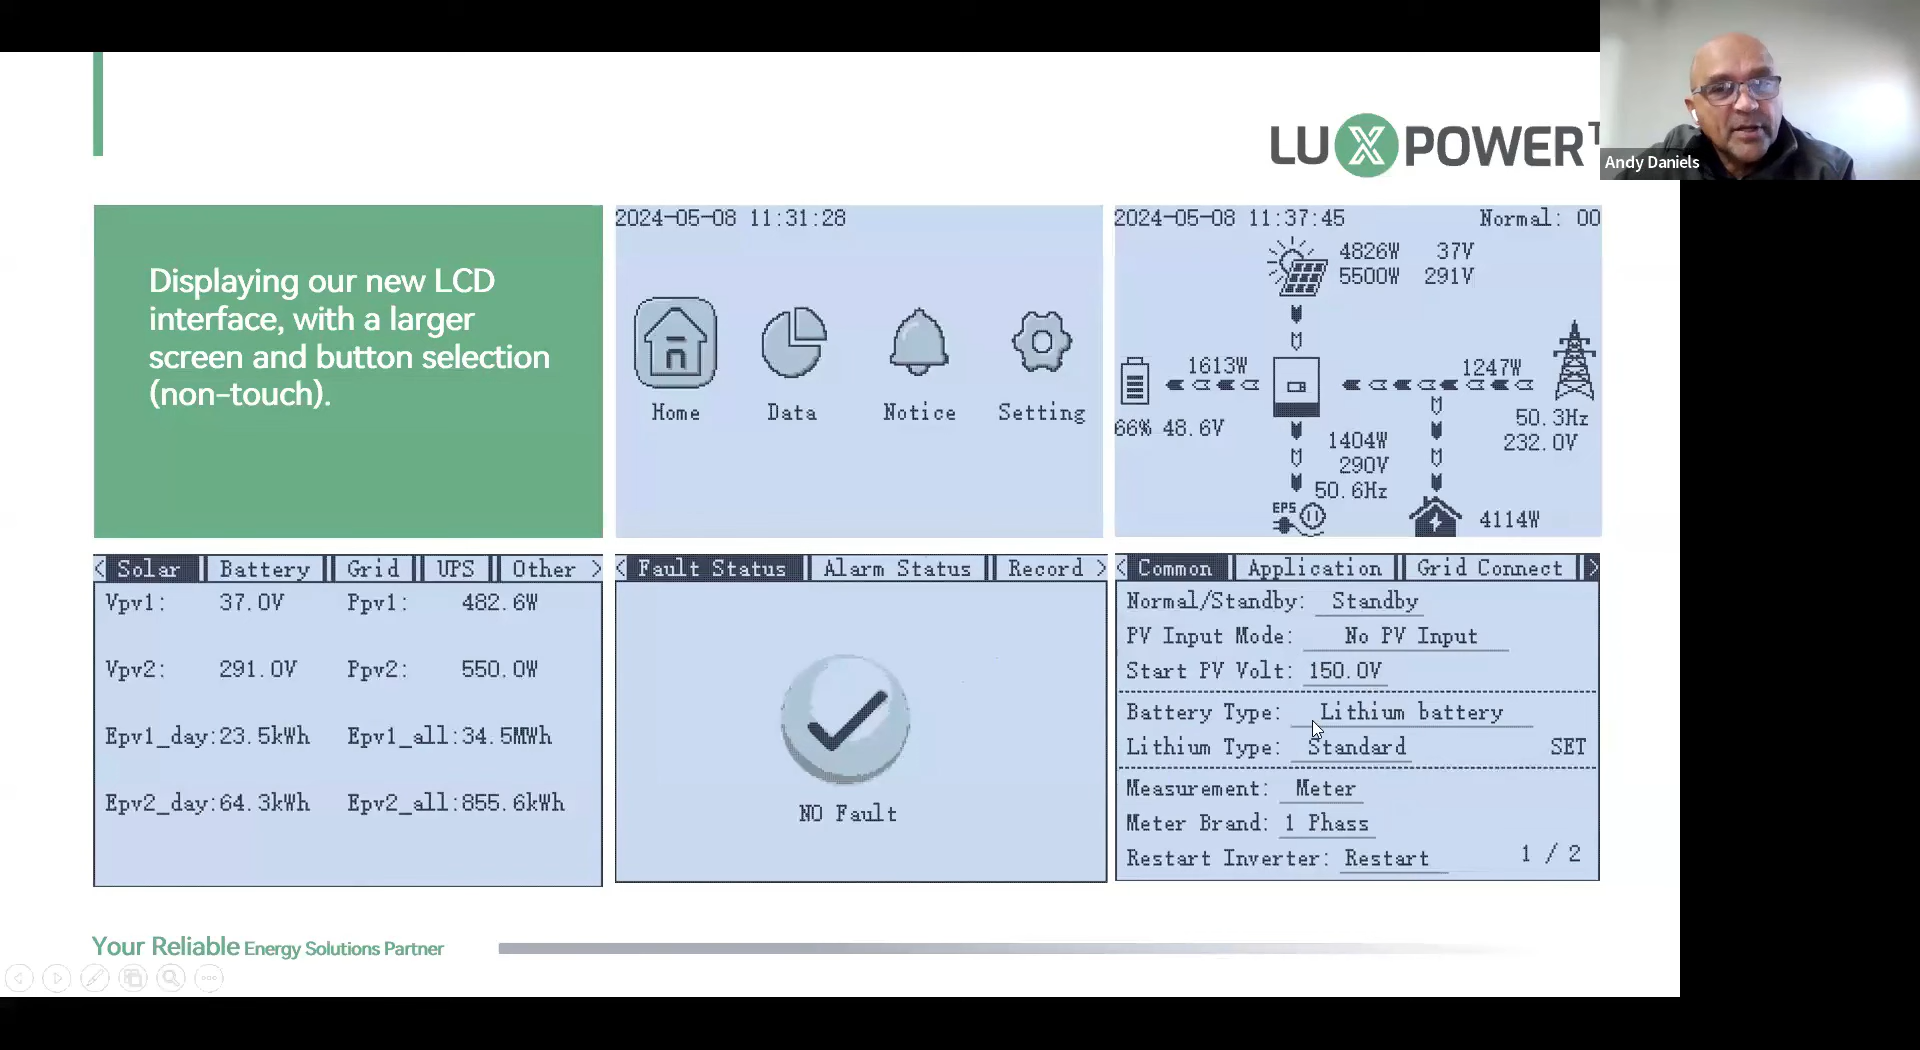 LUXPOWERT
Andy Daniels
Displaying our new LCD
interface, with a larger
screen and button selection
(non-touch).
2024-05-08 11:31:28
Home Data Notice Setting
2024-05-08 11:37:45 Normal: 00
4826W 37V
5500W 291V
1613W
1247W
66% 48.6V
50.3Hz
232.0V
1404W
290V
50.6Hz
EPS
4114W
< Solar Battery Grid UPS Other >
Vpv1: 37.0V Ppv1: 482.6W
Vpv2: 291.0V Ppv2: 550.0W
Epv1_day:23.5kWh Epv1_all:34.5MWh
Epv2_day:64.3kWh Epv2_all:855.6kWh
< Fault Status Alarm Status Record >
NO Fault
< Common Application Grid Connect >
Normal/Standby: Standby
PV Input Mode: No PV Input
Start PV Volt: 150.0V
Battery Type: Lithium battery
Lithium Type: Standard SET
Measurement: Meter
Meter Brand: 1 Phass
Restart Inverter: Restart 1 / 2
Your Reliable Energy Solutions Partner